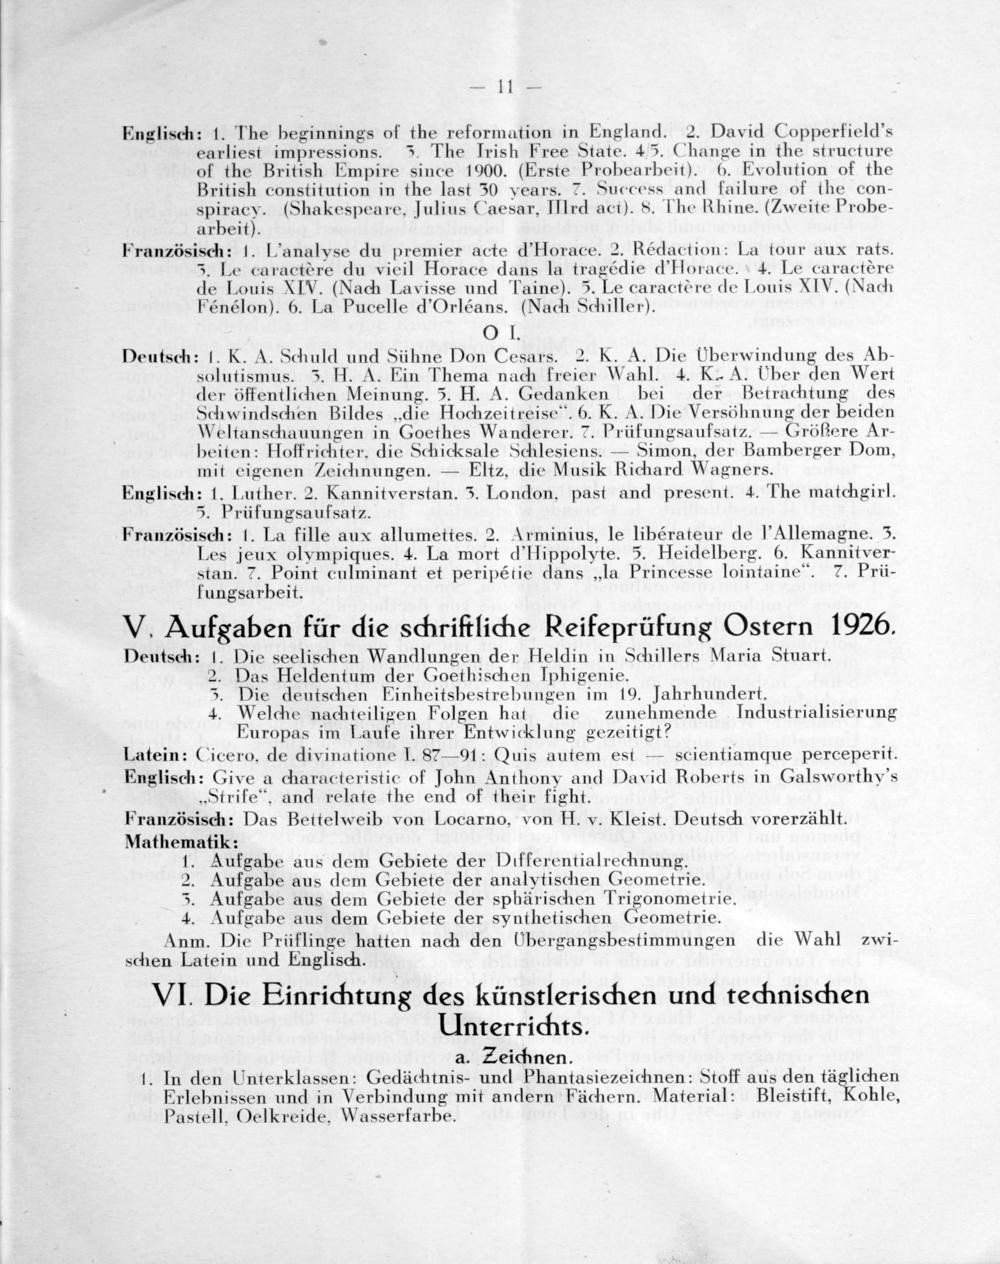 — 11 —
Englisch: 1. The beginnings of the reformation in England. 2. David Copperfield's
earliest impressions. 3. The Irish Free State. 4/5. Change in the structure
of the British Empire since 1900. (Erste Probearbeit). 6. Evolution of the
British constitution in the last 30 years. 7. Success and failure of the con-
spiracy. (Shakespeare, Julius Caesar, IIIrd act). 8. The Rhine. (Zweite Probe-
arbeit).
Französisch: 1. L'analyse du premier acte d'Horace. 2. Rédaction: La tour aux rats.
3. Le caractère du vieil Horace dans la tragédie d'Horace. 4. Le caractère
de Louis XIV. (Nach Lavisse und Taine). 5. Le caractère de Louis XIV. (Nach
Fénélon). 6. La Pucelle d'Orléans. (Nach Schiller).
O I.
Deutsch: 1. K. A. Schuld und Sühne Don Cesars. 2. K. A. Die Überwindung des Ab-
solutismus. 3. H. A. Ein Thema nach freier Wahl. 4. K. A. Über den Wert
der öffentlichen Meinung. 5. H. A. Gedanken bei der Betrachtung des
Schwindschen Bildes „die Hochzeitreise“. 6. K. A. Die Versöhnung der beiden
Weltanschauungen in Goethes Wanderer. 7. Prüfungsaufsatz. — Größere Ar-
beiten: Hoffrichter, die Schicksale Schlesiens. — Simon, der Bamberger Dom,
mit eigenen Zeichnungen. — Eltz, die Musik Richard Wagners.
Englisch: 1. Luther. 2. Kannitverstan. 3. London, past and present. 4. The matchgirl.
5. Prüfungsaufsatz.
Französisch: 1. La fille aux allumettes. 2. Arminius, le libérateur de l'Allemagne. 3.
Les jeux olympiques. 4. La mort d'Hippolyte. 5. Heidelberg. 6. Kannitver-
stan. 7. Point culminant et peripétie dans „la Princesse lointaine“. 7. Prü-
fungsarbeit.
V. Aufgaben für die schriftliche Reifeprüfung Ostern 1926.
Deutsch: 1. Die seelischen Wandlungen der Heldin in Schillers Maria Stuart.
2. Das Heldentum der Goethischen Iphigenie.
3. Die deutschen Einheitsbestrebungen im 19. Jahrhundert.
4. Welche nachteiligen Folgen hat die zunehmende Industrialisierung
Europas im Laufe ihrer Entwicklung gezeitigt?
Latein: Cicero, de divinatione I. 87—91: Quis autem est — scientiamque perceperit.
Englisch: Give a characteristic of John Anthony and David Roberts in Galsworthy's
„Strife“, and relate the end of their fight.
Französisch: Das Bettelweib von Locarno, von H. v. Kleist. Deutsch vorerzählt.
Mathematik:
1. Aufgabe aus dem Gebiete der Differentialrechnung.
2. Aufgabe aus dem Gebiete der analytischen Geometrie.
3. Aufgabe aus dem Gebiete der sphärischen Trigonometrie.
4. Aufgabe aus dem Gebiete der synthetischen Geometrie.
Anm. Die Prüflinge hatten nach den Übergangsbestimmungen die Wahl zwi-
schen Latein und Englisch.
VI. Die Einrichtung des künstlerischen und technischen
Unterrichts.
a. Zeichnen.
1. In den Unterklassen: Gedächtnis- und Phantasiezeichnen: Stoff aus den täglichen
Erlebnissen und in Verbindung mit andern Fächern. Material: Bleistift, Kohle,
Pastell, Oelkreide, Wasserfarbe.